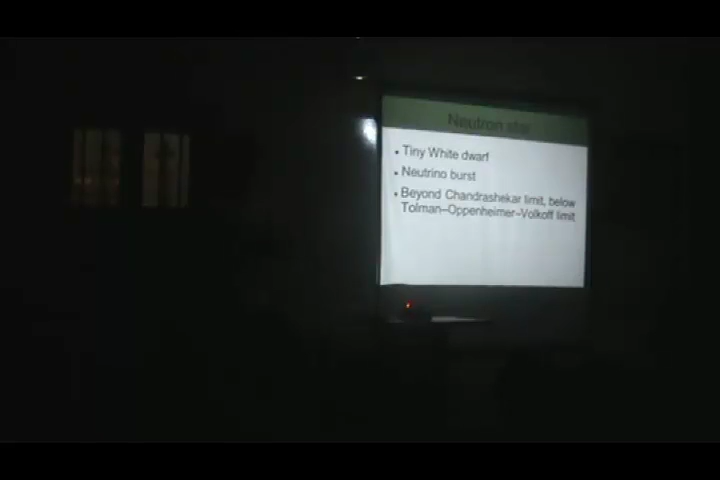 Neutron star
• Tiny White dwarf
• Neutrino burst
• Beyond Chandrashekar limit, below
Tolman–Oppenheimer–Volkoff limit